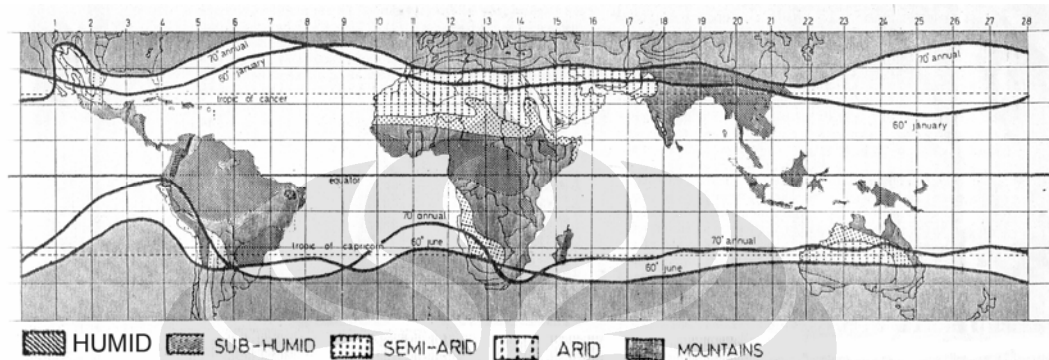 1 2 3 4 5 6 7 8 9 10 11 12 13 14 15 16 17 18 19 20 21 22 23 24 25 26 27 28
70° annual
60° january
70° annual
tropic of cancer
60° january
equator
70° annual
60° june
tropic of capricorn
70° annual
60° june
HUMID SUB-HUMID SEMI-ARID ARID MOUNTAINS